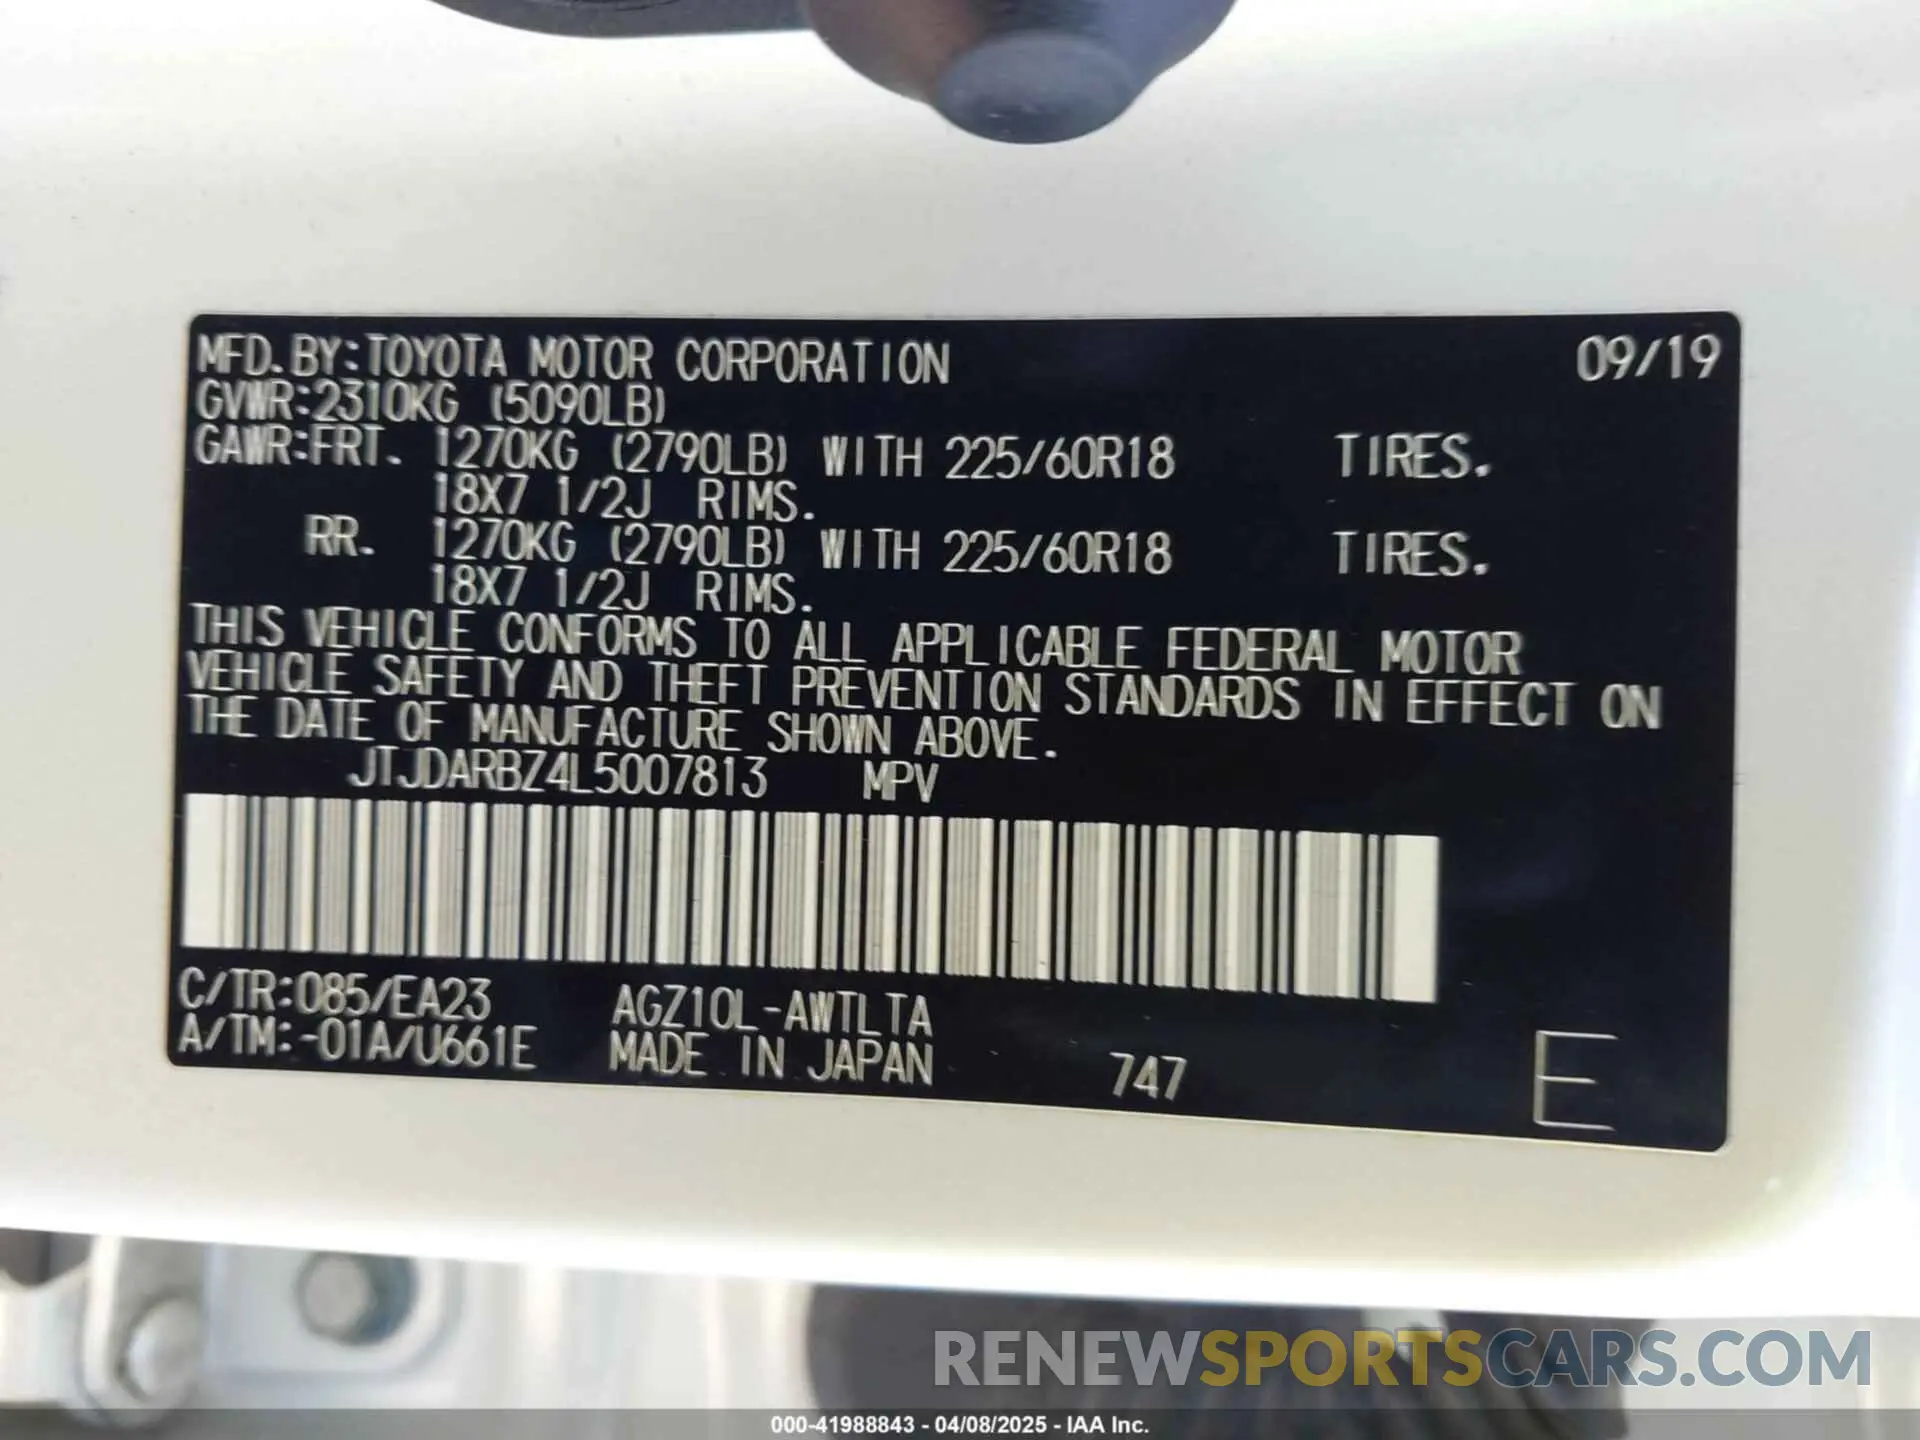 MFD.BY:TOYOTA MOTOR CORPORATION 09/19
GVWR:2310KG (5090LB)
GAWR:FRT. 1270KG (2790LB) WITH 225/60R18 TIRES.
18X7 1/2J RIMS.
RR. 1270KG (2790LB) WITH 225/60R18 TIRES.
18X7 1/2J RIMS.
THIS VEHICLE CONFORMS TO ALL APPLICABLE FEDERAL MOTOR
VEHICLE SAFETY AND THEFT PREVENTION STANDARDS IN EFFECT ON
THE DATE OF MANUFACTURE SHOWN ABOVE.
JTJDARBZ4L5007813 MPV
C/TR:085/EA23 AGZ10L-AWTLTA
A/TM:-01A/U661E MADE IN JAPAN 747 E
RENEWSPORTSCARS.COM
000-41988843 - 04/08/2025 - IAA Inc.